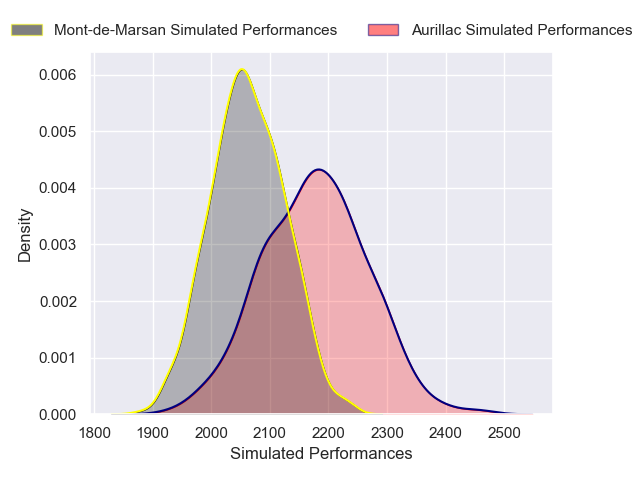 Mont-de-Marsan Simulated Performances
Aurillac Simulated Performances
0.006
0.005
0.004
0.003
0.002
0.001
0.000
Density
1800 1900 2000 2100 2200 2300 2400 2500
Simulated Performances